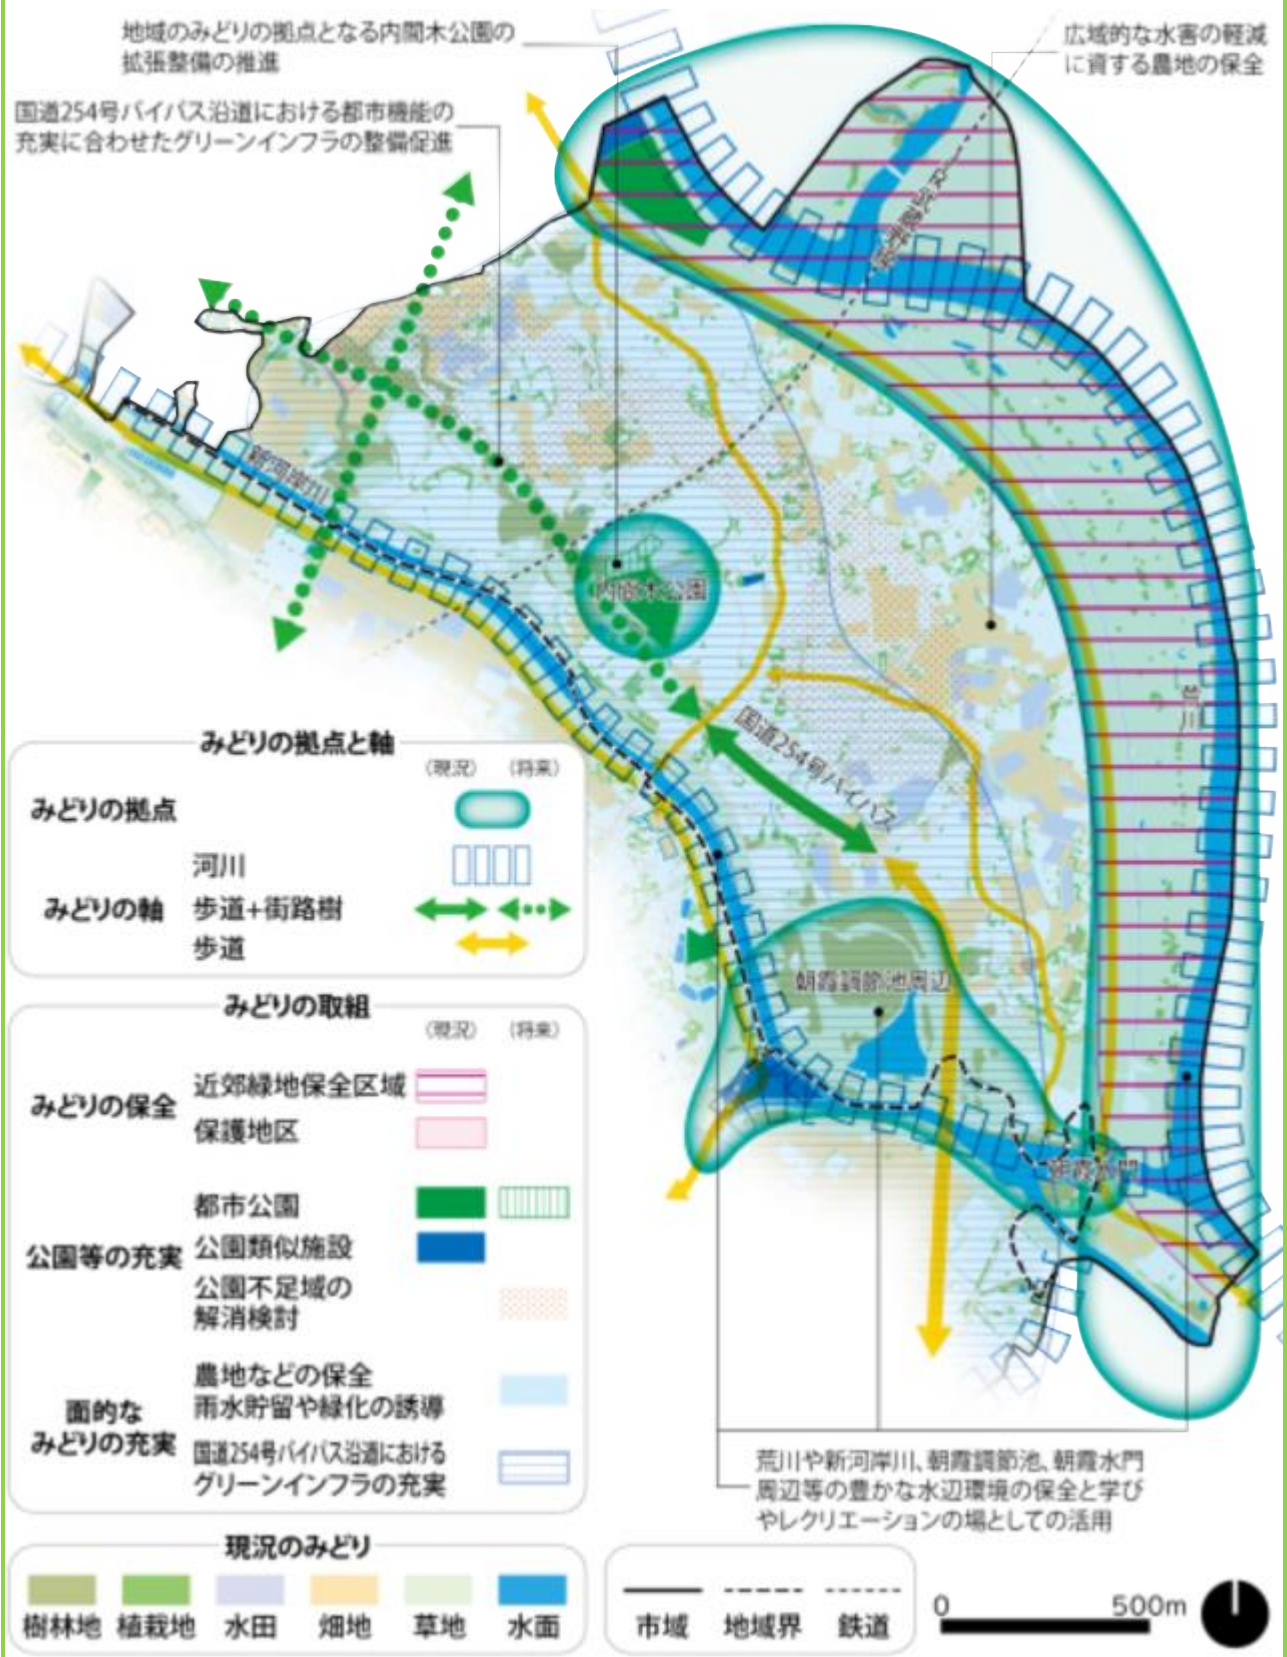 地域のみどりの拠点となる内間木公園の
拡張整備の推進
広域的な水害の軽減
に資する農地の保全
国道254号バイパス沿道における都市機能の
充実に合わせたグリーンインフラの整備促進
JR武蔵野線
新河岸川
内間木公園
荒川
国道254号バイパス
朝霞調節池周辺
朝霞水門
みどりの拠点と軸
（現況） （将来）
みどりの拠点
河川
みどりの軸 歩道+街路樹
歩道
みどりの取組
（現況） （将来）
みどりの保全
近郊緑地保全区域
保護地区
都市公園
公園等の充実 公園類似施設
公園不足域の
解消検討
農地などの保全
雨水貯留や緑化の誘導
面的な
みどりの充実
国道254号バイパス沿道における
グリーンインフラの充実
荒川や新河岸川、朝霞調節池、朝霞水門
周辺等の豊かな水辺環境の保全と学び
やレクリエーションの場としての活用
現況のみどり
樹林地 植栽地 水田 畑地 草地 水面
市域 地域界 鉄道
0 500m